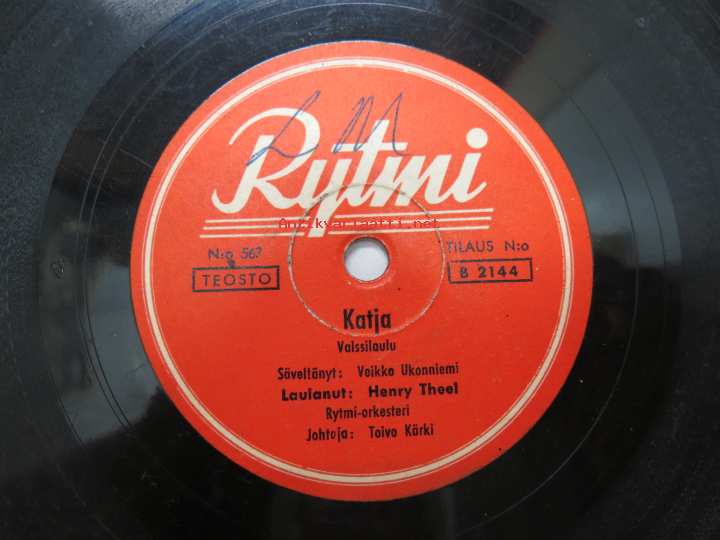 L M
Rytmi
Antikvariaatti.net
N:o 567
TILAUS N:o
TEOSTO
B 2144
Katja
Valssilaulu
Säveltänyt: Veikko Ukonniemi
Laulanut: Henry Theel
Rytmi-orkesteri
Johtaja: Toivo Kärki